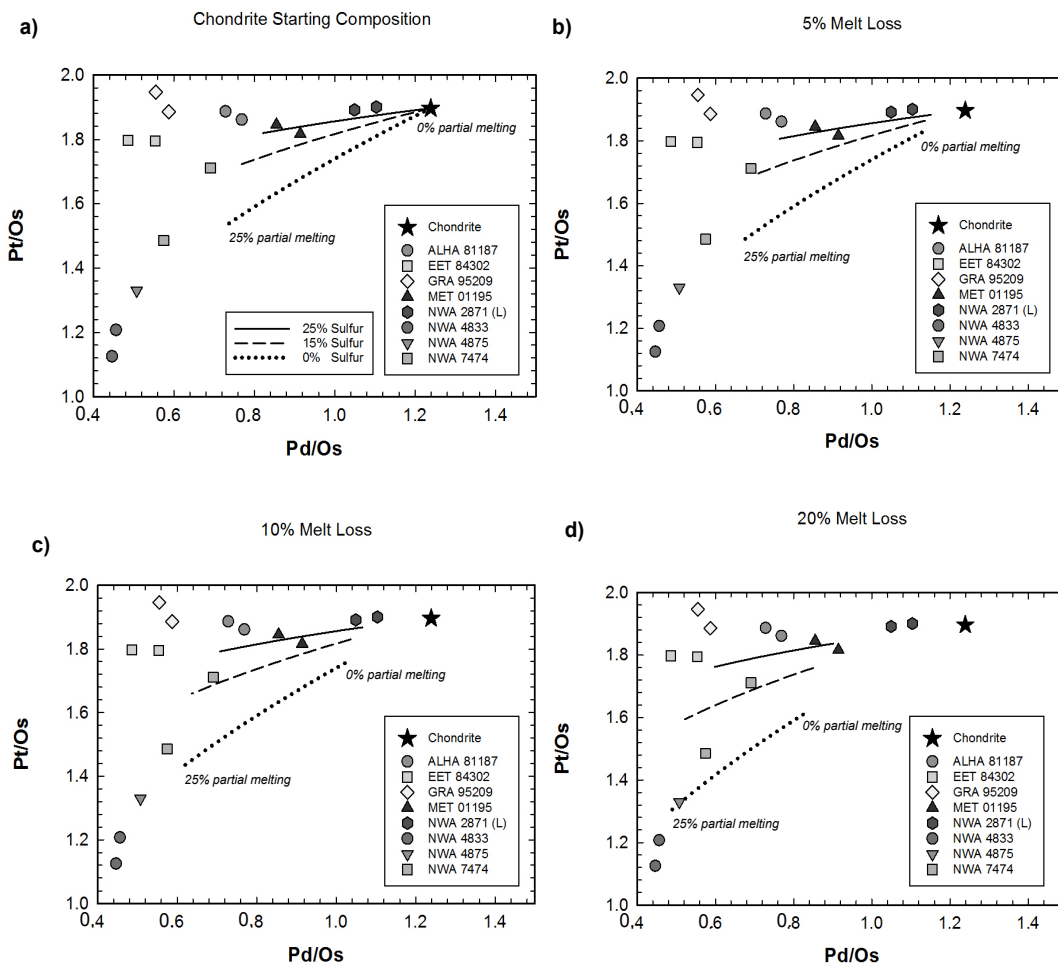 Chondrite Starting Composition
a)
2.0
1.8
1.6
1.4
1.2
1.0
Pt/Os
0% partial melting
25% partial melting
25% Sulfur
15% Sulfur
0% Sulfur
Chondrite
ALHA 81187
EET 84302
GRA 95209
MET 01195
NWA 2871 (L)
NWA 4833
NWA 4875
NWA 7474
0.4 0.6 0.8 1.0 1.2 1.4
Pd/Os
5% Melt Loss
b)
2.0
1.8
1.6
1.4
1.2
1.0
Pt/Os
0% partial melting
25% partial melting
Chondrite
ALHA 81187
EET 84302
GRA 95209
MET 01195
NWA 2871 (L)
NWA 4833
NWA 4875
NWA 7474
0.4 0.6 0.8 1.0 1.2 1.4
Pd/Os
10% Melt Loss
c)
2.0
1.8
1.6
1.4
1.2
1.0
Pt/Os
0% partial melting
25% partial melting
Chondrite
ALHA 81187
EET 84302
GRA 95209
MET 01195
NWA 2871 (L)
NWA 4833
NWA 4875
NWA 7474
0.4 0.6 0.8 1.0 1.2 1.4
Pd/Os
20% Melt Loss
d)
2.0
1.8
1.6
1.4
1.2
1.0
Pt/Os
0% partial melting
25% partial melting
Chondrite
ALHA 81187
EET 84302
GRA 95209
MET 01195
NWA 2871 (L)
NWA 4833
NWA 4875
NWA 7474
0.4 0.6 0.8 1.0 1.2 1.4
Pd/Os